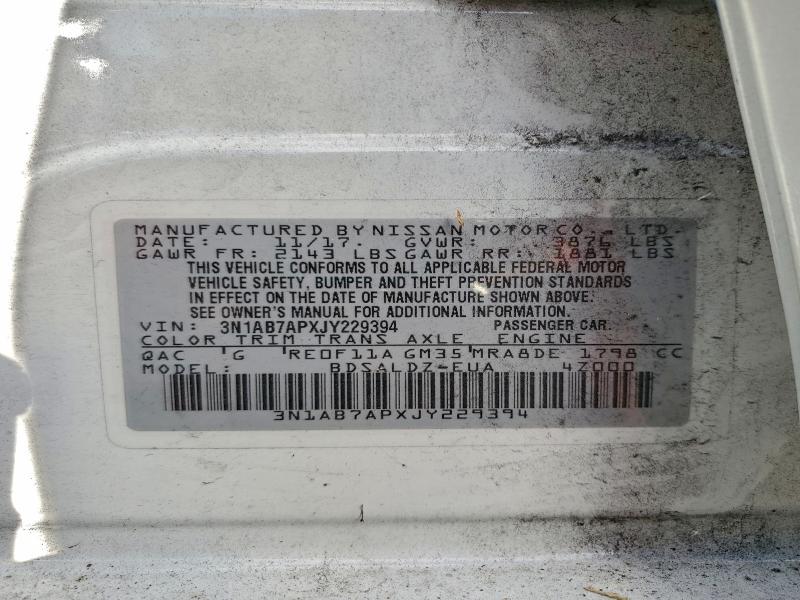 MANUFACTURED BY NISSAN MOTOR CO., LTD.
DATE: 11/17. GVWR: 3876 LBS
GAWR FR: 2143 LBS GAWR RR: 1881 LBS
THIS VEHICLE CONFORMS TO ALL APPLICABLE FEDERAL MOTOR
VEHICLE SAFETY, BUMPER AND THEFT PREVENTION STANDARDS
IN EFFECT ON THE DATE OF MANUFACTURE SHOWN ABOVE.
SEE OWNER'S MANUAL FOR ADDITIONAL INFORMATION.
VIN: 3N1AB7APXJY229394 PASSENGER CAR.
COLOR TRIM TRANS AXLE ENGINE
QAC G RE0F11A GM35 MRA8DE 1798 CC
MODEL: BDSALDZ-EUA 4Z000
3N1AB7APXJY229394